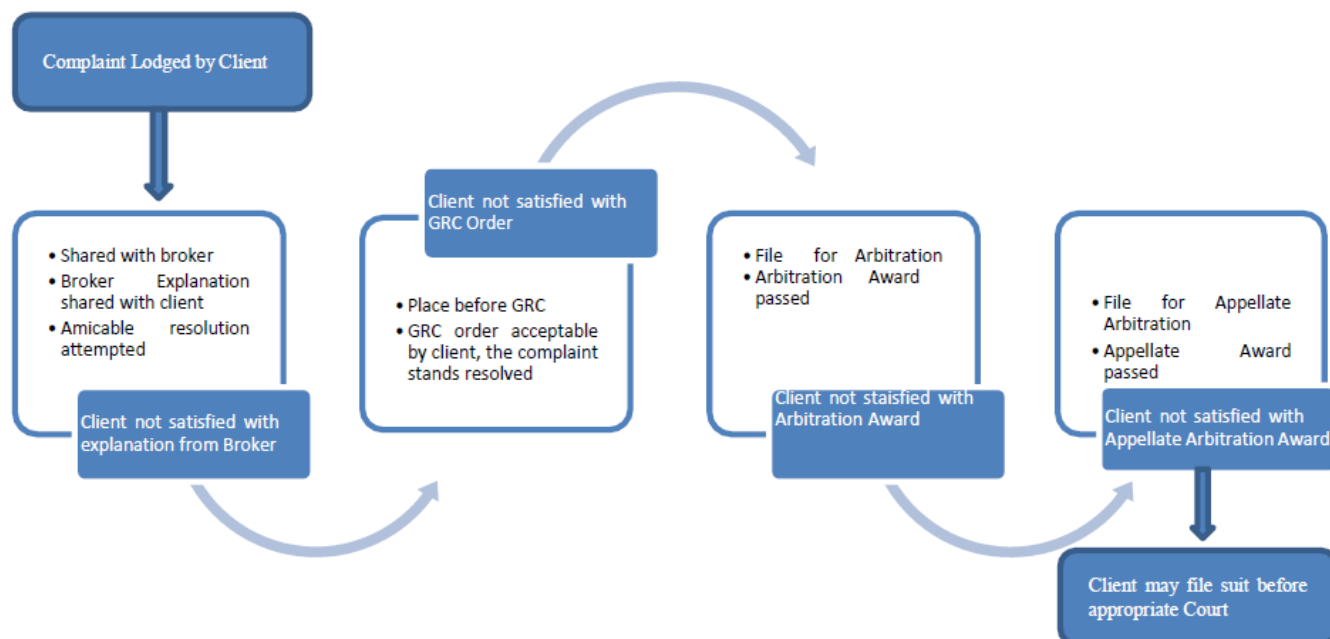 Complaint Lodged by Client
• Shared with broker
• Broker Explanation
shared with client
• Amicable resolution
attempted
Client not satisfied with
explanation from Broker
Client not satisfied with
GRC Order
• Place before GRC
• GRC order acceptable
by client, the complaint
stands resolved
• File for Arbitration
• Arbitration Award
passed
Client not staisfied with
Arbitration Award
• File for Appellate
Arbitration
• Appellate Award
passed
Client not satisfied with
Appellate Arbitration Award
Client may file suit before
appropriate Court